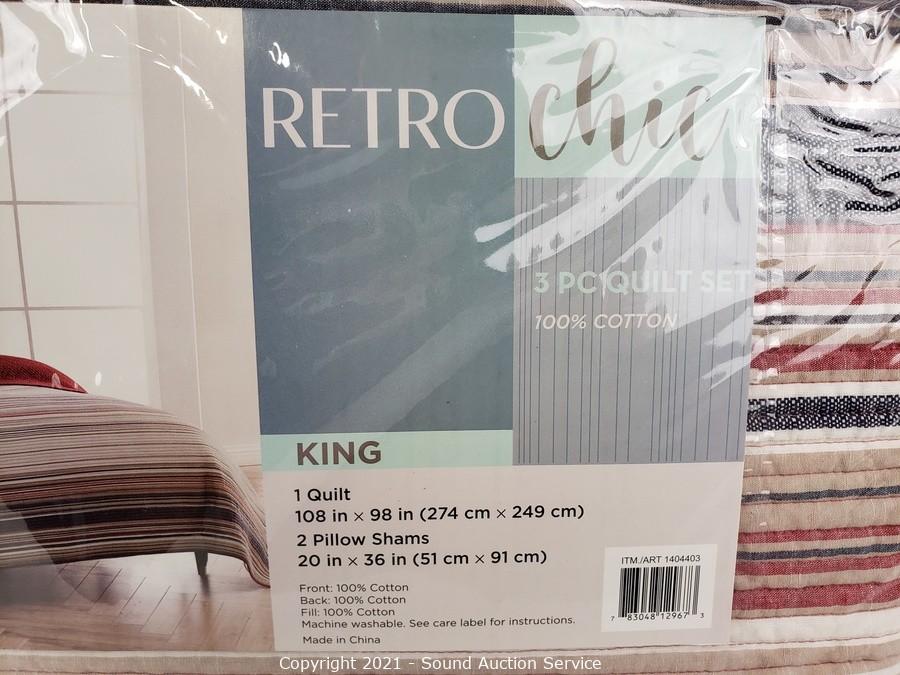 RETRO chic
3 PC QUILT SET
100% COTTON
KING
1 Quilt
108 in × 98 in (274 cm × 249 cm)
2 Pillow Shams
20 in × 36 in (51 cm × 91 cm)
Front: 100% Cotton
Back: 100% Cotton
Fill: 100% Cotton
Machine washable. See care label for instructions.
Made in China
ITM./ART 1404403
7 83048 12967 3
Copyright 2021 - Sound Auction Service